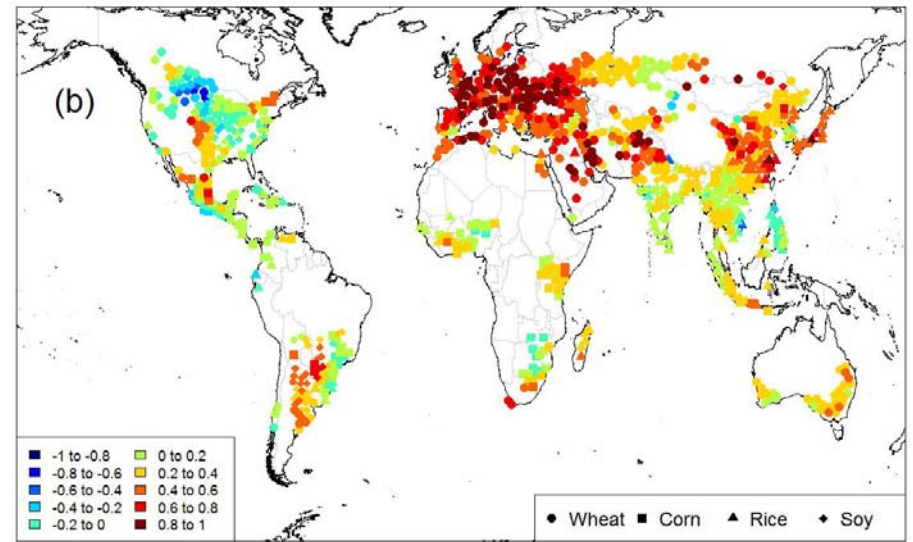 (b)
-1 to -0.8 0 to 0.2
-0.8 to -0.6 0.2 to 0.4
-0.6 to -0.4 0.4 to 0.6
-0.4 to -0.2 0.6 to 0.8
-0.2 to 0 0.8 to 1
Wheat Corn Rice Soy